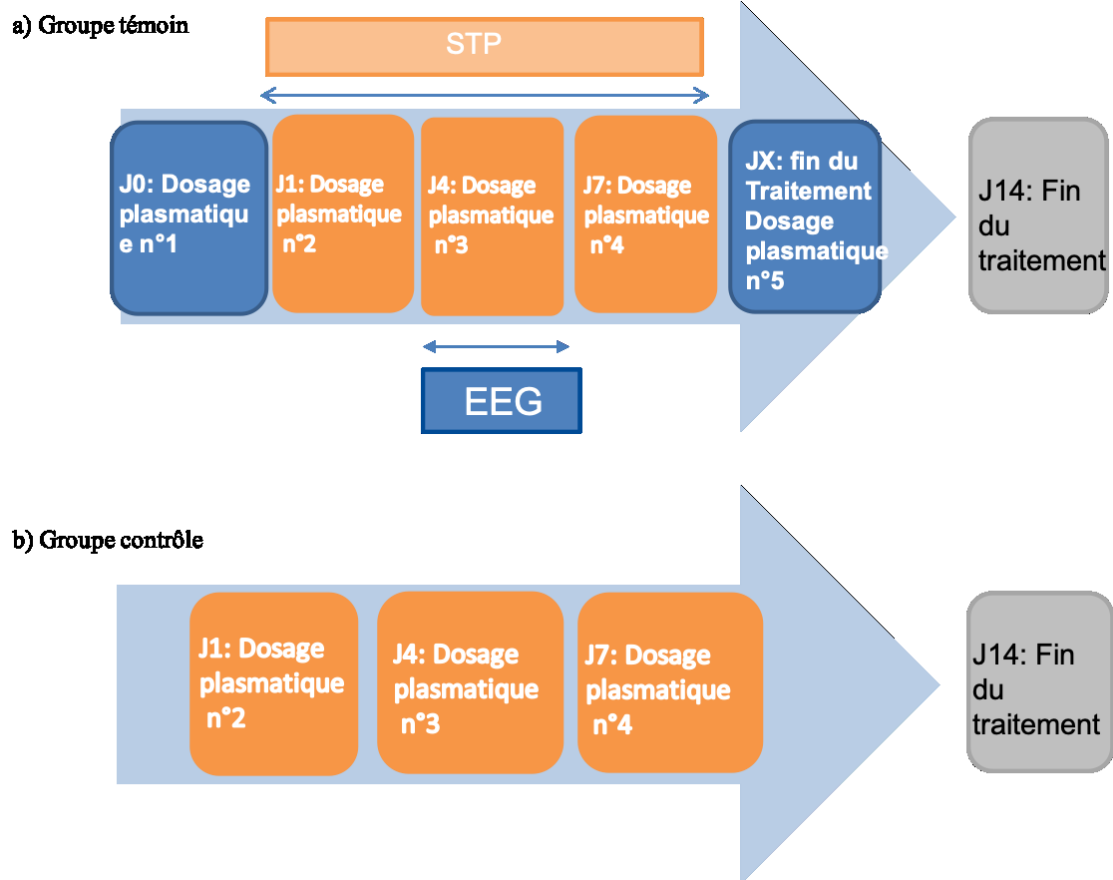 a) Groupe témoin
STP
J0: Dosage
plasmatiqu
e n°1
J1: Dosage
plasmatique
n°2
J4: Dosage
plasmatique
n°3
J7: Dosage
plasmatique
n°4
JX: fin du
Traitement
Dosage
plasmatique
n°5
J14: Fin
du
traitement
EEG
b) Groupe contrôle
J1: Dosage
plasmatique
n°2
J4: Dosage
plasmatique
n°3
J7: Dosage
plasmatique
n°4
J14: Fin
du
traitement